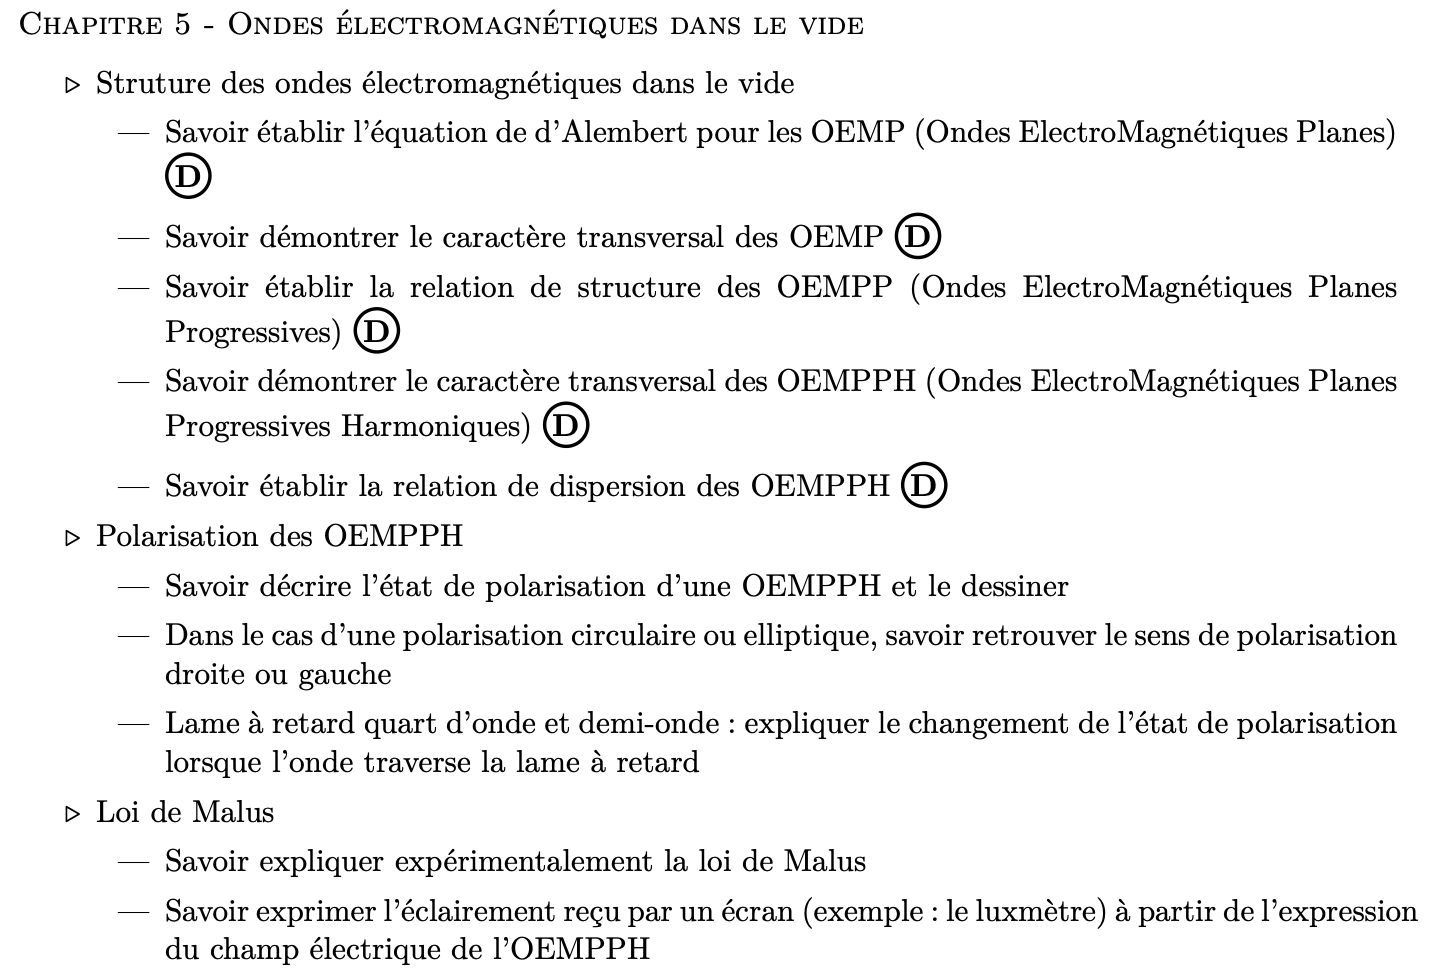 Chapitre 5 - Ondes électromagnétiques dans le vide
▷ Struture des ondes électromagnétiques dans le vide
— Savoir établir l'équation de d'Alembert pour les OEMP (Ondes ElectroMagnétiques Planes)
D
— Savoir démontrer le caractère transversal des OEMP D
— Savoir établir la relation de structure des OEMPP (Ondes ElectroMagnétiques Planes
Progressives) D
— Savoir démontrer le caractère transversal des OEMPPH (Ondes ElectroMagnétiques Planes
Progressives Harmoniques) D
— Savoir établir la relation de dispersion des OEMPPH D
▷ Polarisation des OEMPPH
— Savoir décrire l'état de polarisation d'une OEMPPH et le dessiner
— Dans le cas d'une polarisation circulaire ou elliptique, savoir retrouver le sens de polarisation
droite ou gauche
— Lame à retard quart d'onde et demi-onde : expliquer le changement de l'état de polarisation
lorsque l'onde traverse la lame à retard
▷ Loi de Malus
— Savoir expliquer expérimentalement la loi de Malus
— Savoir exprimer l'éclairement reçu par un écran (exemple : le luxmètre) à partir de l'expression
du champ électrique de l'OEMPPH